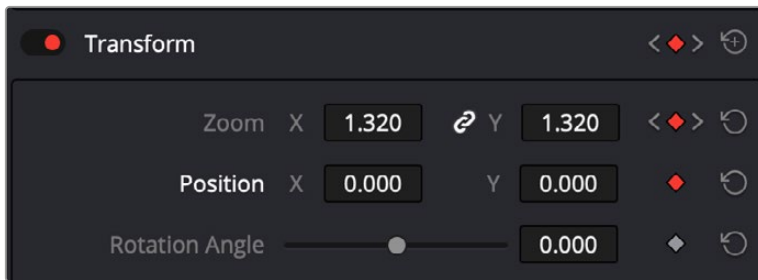 Transform
Zoom X 1.320 Y 1.320
Position X 0.000 Y 0.000
Rotation Angle 0.000